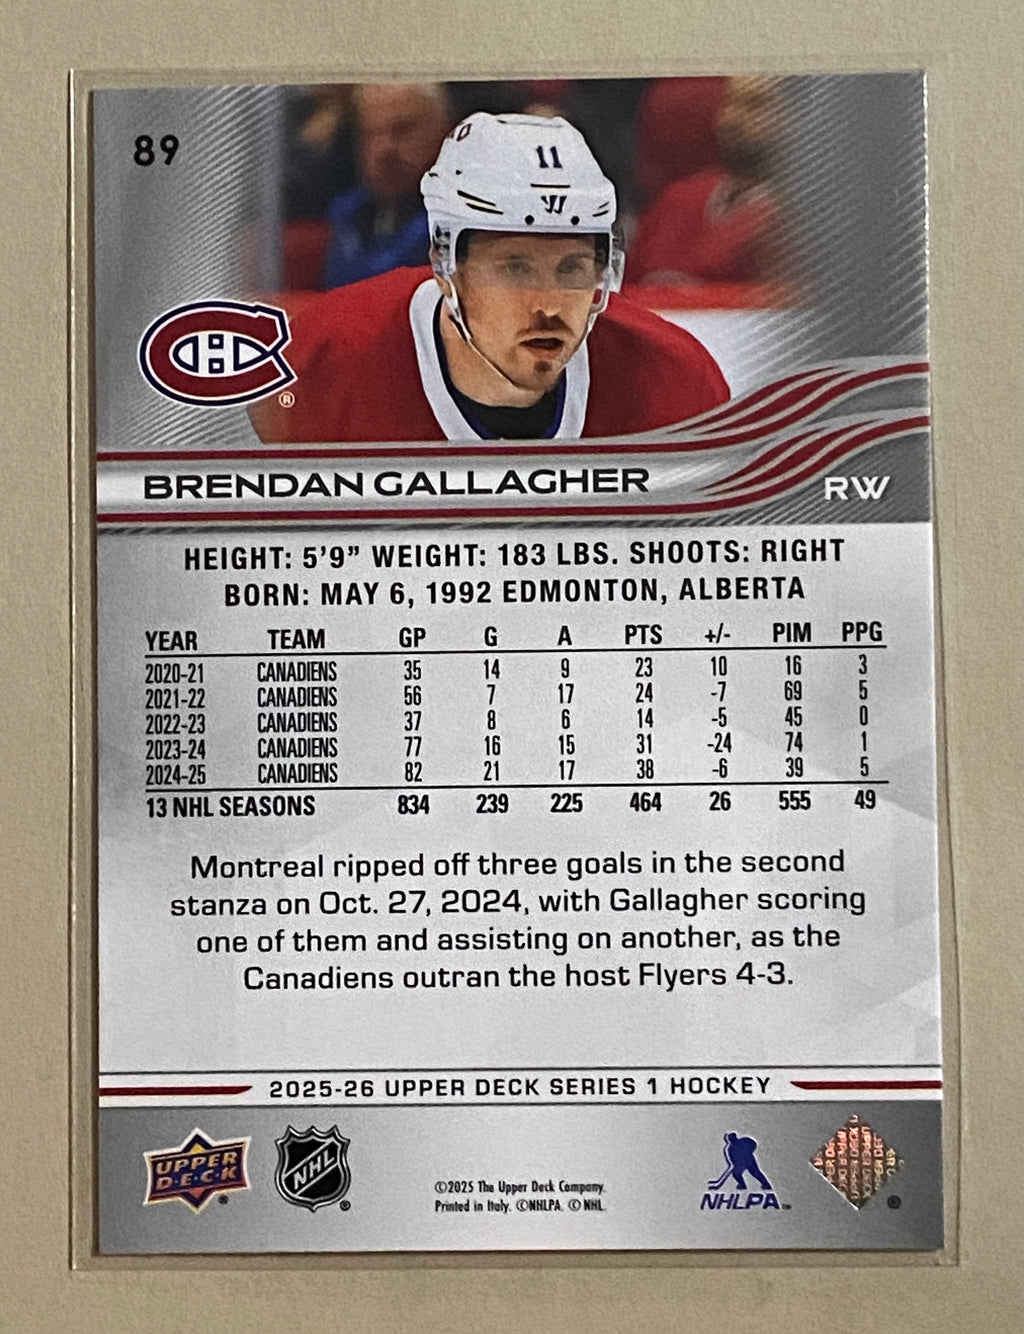 89
11
W
CH
®
BRENDAN GALLAGHER RW
HEIGHT: 5'9" WEIGHT: 183 LBS. SHOOTS: RIGHT
BORN: MAY 6, 1992 EDMONTON, ALBERTA
YEAR TEAM GP G A PTS +/- PIM PPG
2020-21 CANADIENS 35 14 9 23 10 16 3
2021-22 CANADIENS 56 7 17 24 -7 69 5
2022-23 CANADIENS 37 8 6 14 -5 45 0
2023-24 CANADIENS 77 16 15 31 -24 74 1
2024-25 CANADIENS 82 21 17 38 -6 39 5
13 NHL SEASONS 834 239 225 464 26 555 49
Montreal ripped off three goals in the second
stanza on Oct. 27, 2024, with Gallagher scoring
one of them and assisting on another, as the
Canadiens outran the host Flyers 4-3.
2025-26 UPPER DECK SERIES 1 HOCKEY
UPPER
D·E·C·K
®
NHL
®
©2025 The Upper Deck Company.
Printed in Italy. ©NHLPA. © NHL.
NHLPA™
®